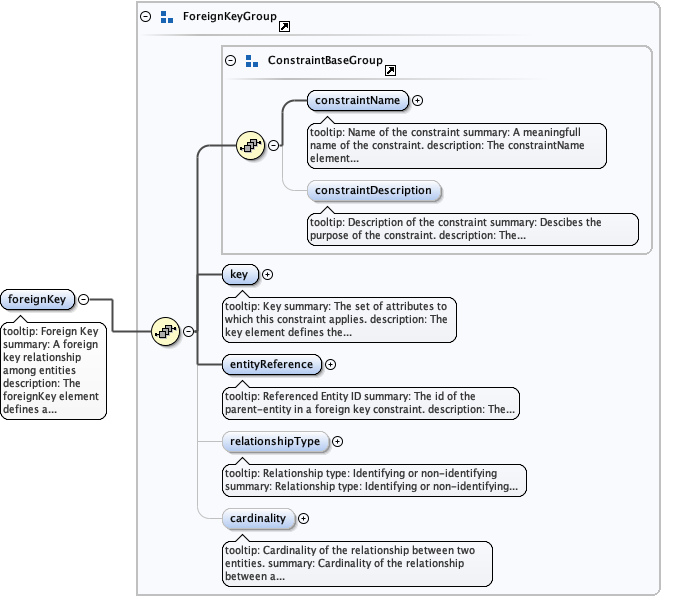 ForeignKeyGroup
ConstraintBaseGroup
constraintName
tooltip: Name of the constraint summary: A meaningfull
name of the constraint. description: The constraintName
element...
constraintDescription
tooltip: Description of the constraint summary: Descibes the
purpose of the constraint. description: The...
key
tooltip: Key summary: The set of attributes to
which this constraint applies. description: The
key element defines the...
foreignKey
tooltip: Foreign Key
summary: A foreign
key relationship
among entities
description: The
foreignKey element
defines a...
entityReference
tooltip: Referenced Entity ID summary: The id of the
parent-entity in a foreign key constraint. description: The...
relationshipType
tooltip: Relationship type: Identifying or non-identifying
summary: Relationship type: Identifying or non-identifying...
cardinality
tooltip: Cardinality of the relationship between two
entities. summary: Cardinality of the relationship
between a...